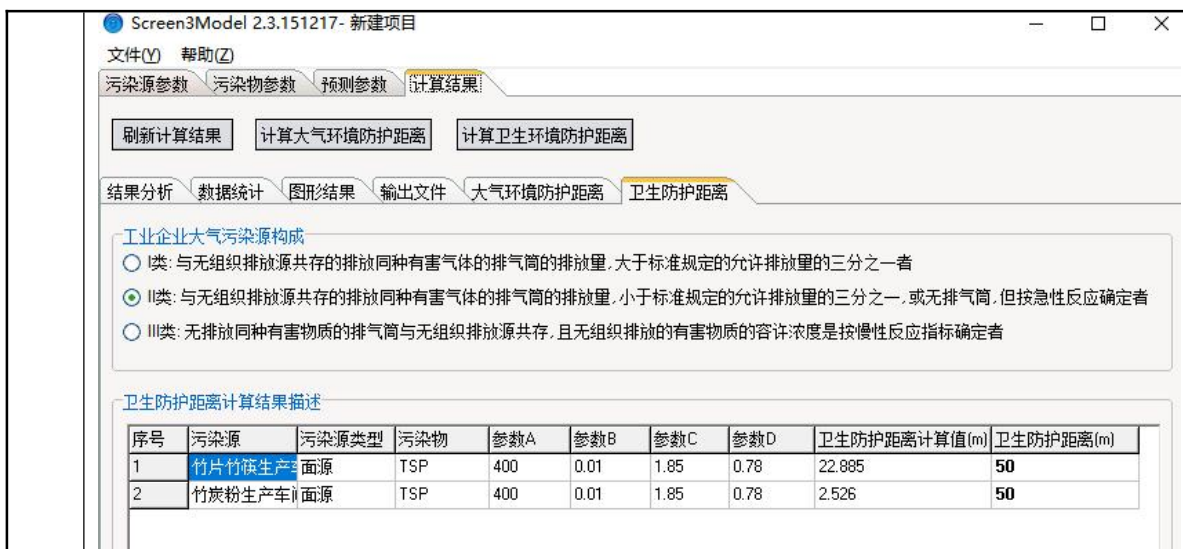 Screen3Model 2.3.151217- 新建项目
文件(Y) 帮助(Z)
污染源参数 污染物参数 预测参数 计算结果
刷新计算结果 计算大气环境防护距离 计算卫生环境防护距离
结果分析 数据统计 图形结果 输出文件 大气环境防护距离 卫生防护距离
工业企业大气污染源构成
I类:与无组织排放源共存的排放同种有害气体的排气筒的排放量,大于标准规定的允许排放量的三分之一者
II类:与无组织排放源共存的排放同种有害气体的排气筒的排放量,小于标准规定的允许排放量的三分之一,或无排气筒,但按急性反应确定者
III类:无排放同种有害物质的排气筒与无组织排放源共存,且无组织排放的有害物质的容许浓度是按慢性反应指标确定者
卫生防护距离计算结果描述
序号 污染源 污染源类型 污染物 参数A 参数B 参数C 参数D 卫生防护距离计算值(m) 卫生防护距离(m)
1 竹片竹筷生产 面源 TSP 400 0.01 1.85 0.78 22.885 50
2 竹炭粉生产车 面源 TSP 400 0.01 1.85 0.78 2.526 50